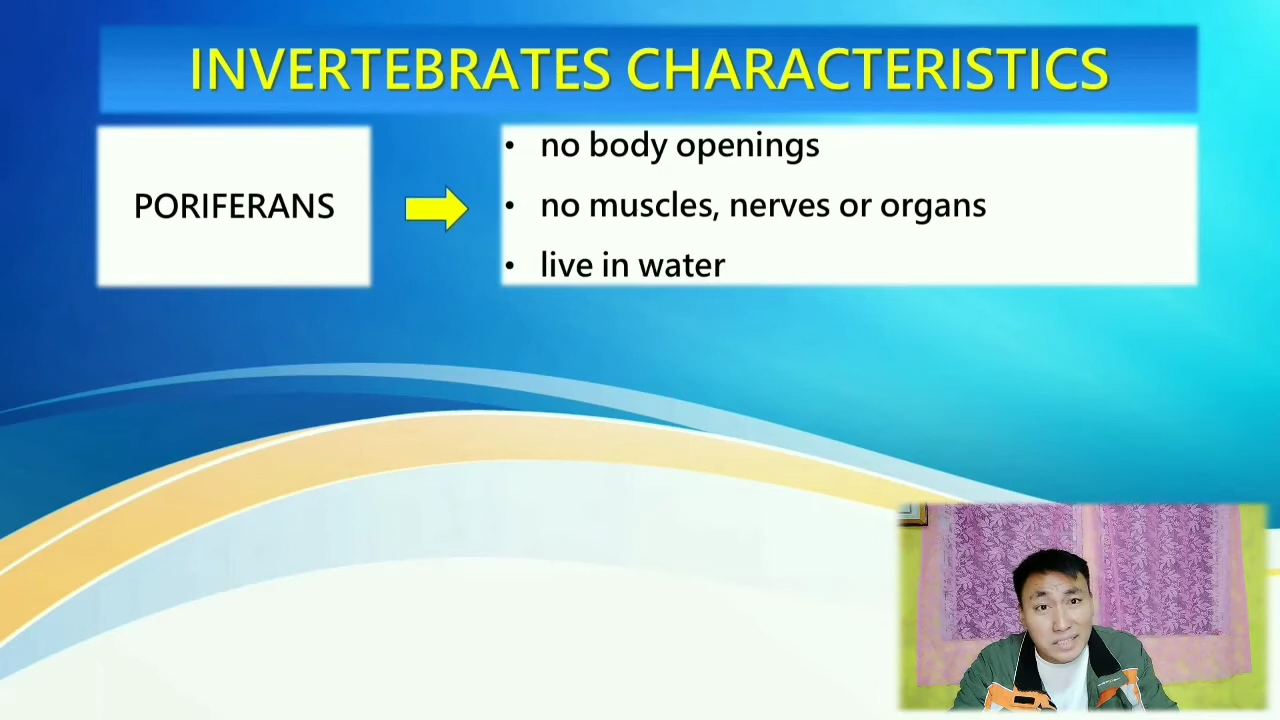 INVERTEBRATES CHARACTERISTICS
PORIFERANS
• no body openings
• no muscles, nerves or organs
• live in water